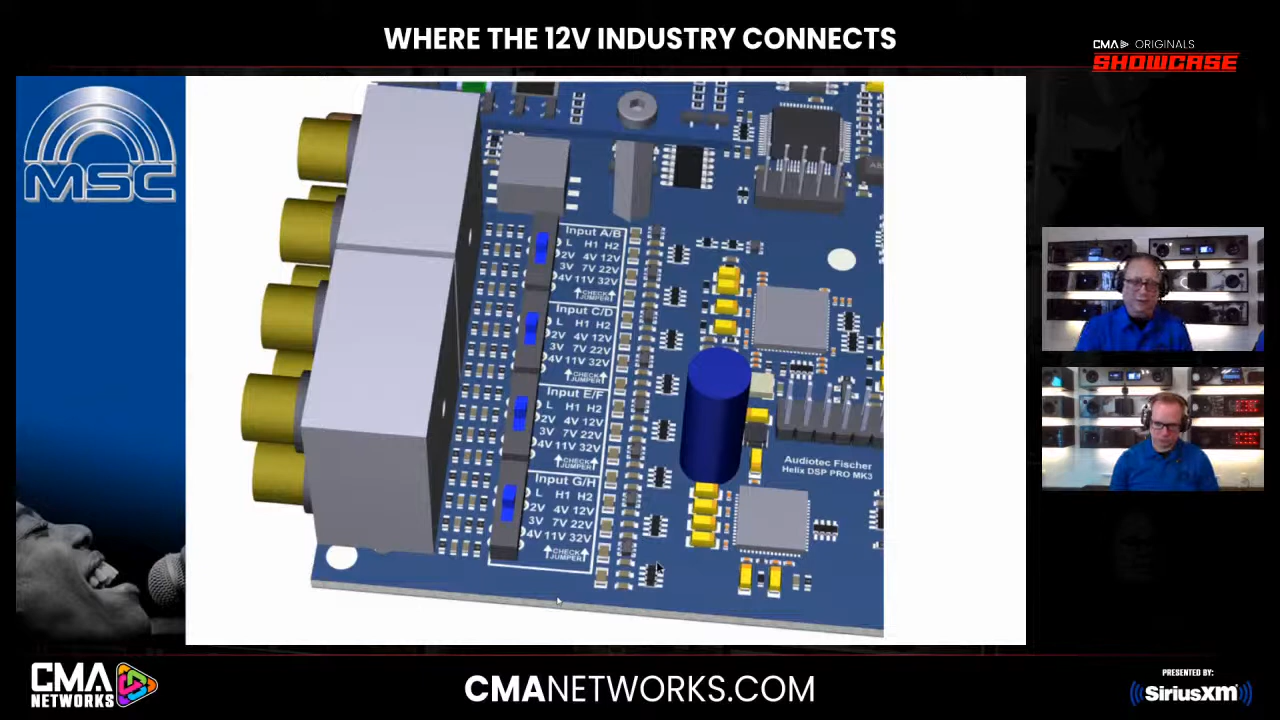 WHERE THE 12V INDUSTRY CONNECTS
CMA ORIGINALS
SHOWCASE
MSC
Input A/B
L H1 H2
2V 4V 12V
3V 7V 22V
4V 11V 32V
CHECK
JUMPER
Input C/D
L H1 H2
2V 4V 12V
3V 7V 22V
4V 11V 32V
CHECK
JUMPER
Input E/F
L H1 H2
2V 4V 12V
3V 7V 22V
4V 11V 32V
CHECK
JUMPER
Input G/H
L H1 H2
2V 4V 12V
3V 7V 22V
4V 11V 32V
CHECK
JUMPER
Audiotec Fischer
Helix DSP PRO MK3
CMA
NETWORKS
CMANETWORKS.COM
PRESENTED BY:
SiriusXM